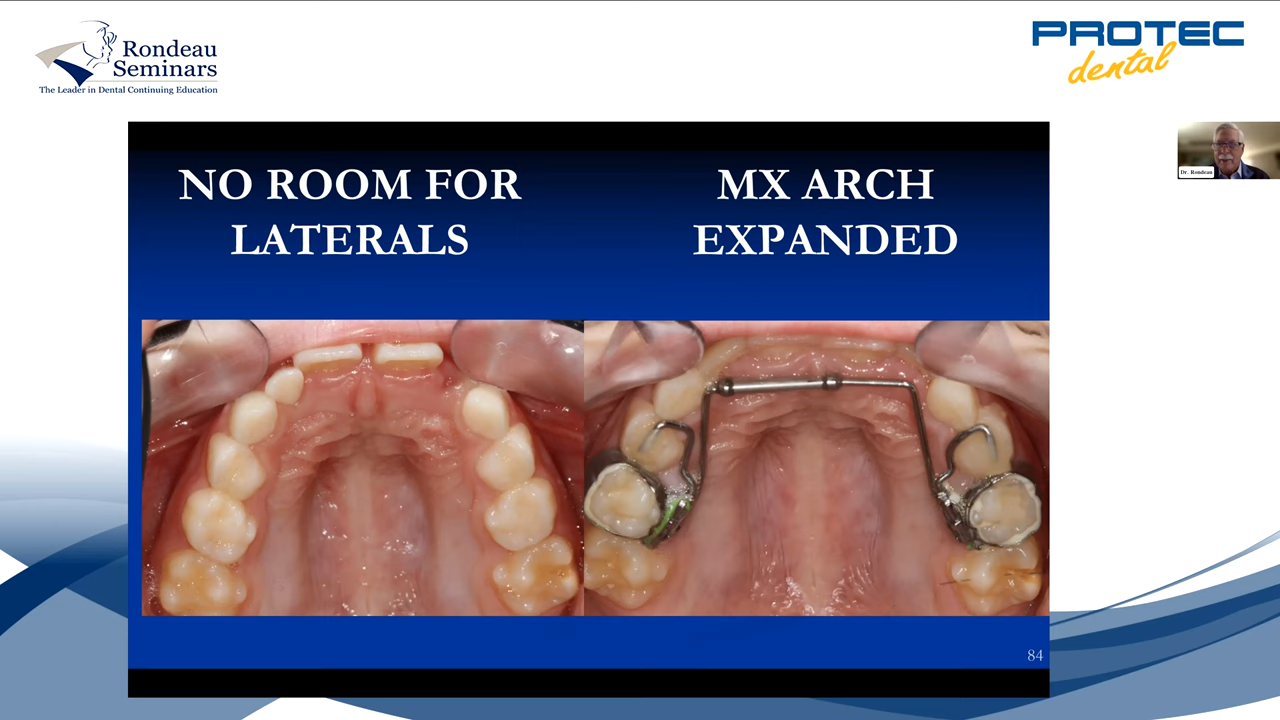 Rondeau
Seminars
The Leader in Dental Continuing Education
PROTEC
dental
Dr. Rondeau
NO ROOM FOR
LATERALS
MX ARCH
EXPANDED
84